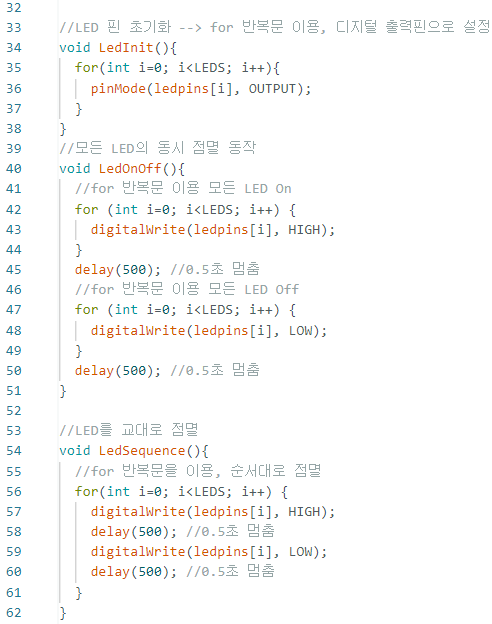 32
33 //LED 핀 초기화 --> for 반복문 이용, 디지털 출력핀으로 설정
34 void LedInit(){
35   for(int i=0; i<LEDS; i++){
36     pinMode(ledpins[i], OUTPUT);
37   }
38 }
39 //모든 LED의 동시 점멸 동작
40 void LedOnOff(){
41   //for 반복문 이용 모든 LED On
42   for (int i=0; i<LEDS; i++) {
43     digitalWrite(ledpins[i], HIGH);
44   }
45   delay(500); //0.5초 멈춤
46   //for 반복문 이용 모든 LED Off
47   for (int i=0; i<LEDS; i++) {
48     digitalWrite(ledpins[i], LOW);
49   }
50   delay(500); //0.5초 멈춤
51 }
52
53 //LED를 교대로 점멸
54 void LedSequence(){
55   //for 반복문을 이용, 순서대로 점멸
56   for(int i=0; i<LEDS; i++) {
57     digitalWrite(ledpins[i], HIGH);
58     delay(500); //0.5초 멈춤
59     digitalWrite(ledpins[i], LOW);
60     delay(500); //0.5초 멈춤
61   }
62 }